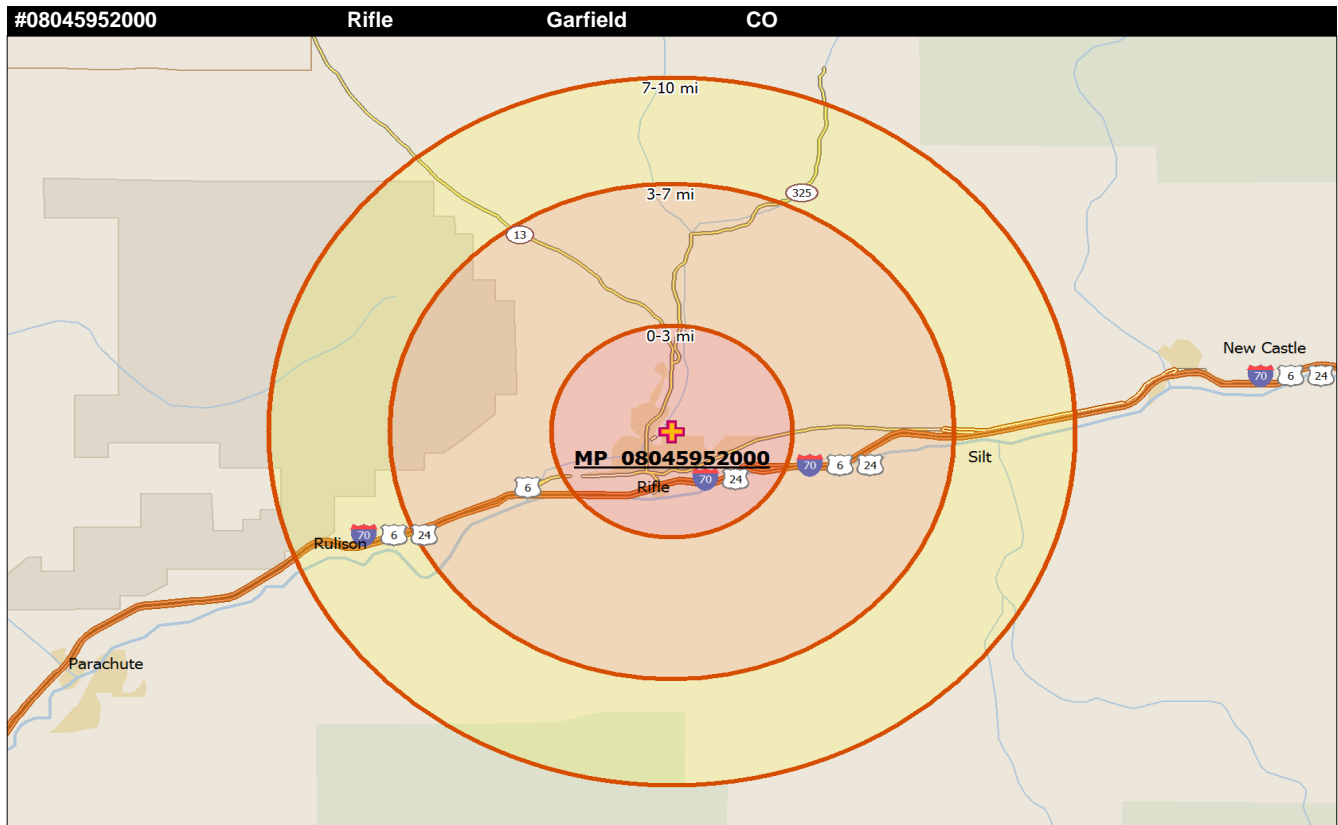 #08045952000 Rifle Garfield CO
7-10 mi
3-7 mi
325
13
0-3 mi
New Castle
70 6 24
MP 08045952000
Silt
70 6 24
70 24
6
Rifle
70 6 24
Rulison
Parachute